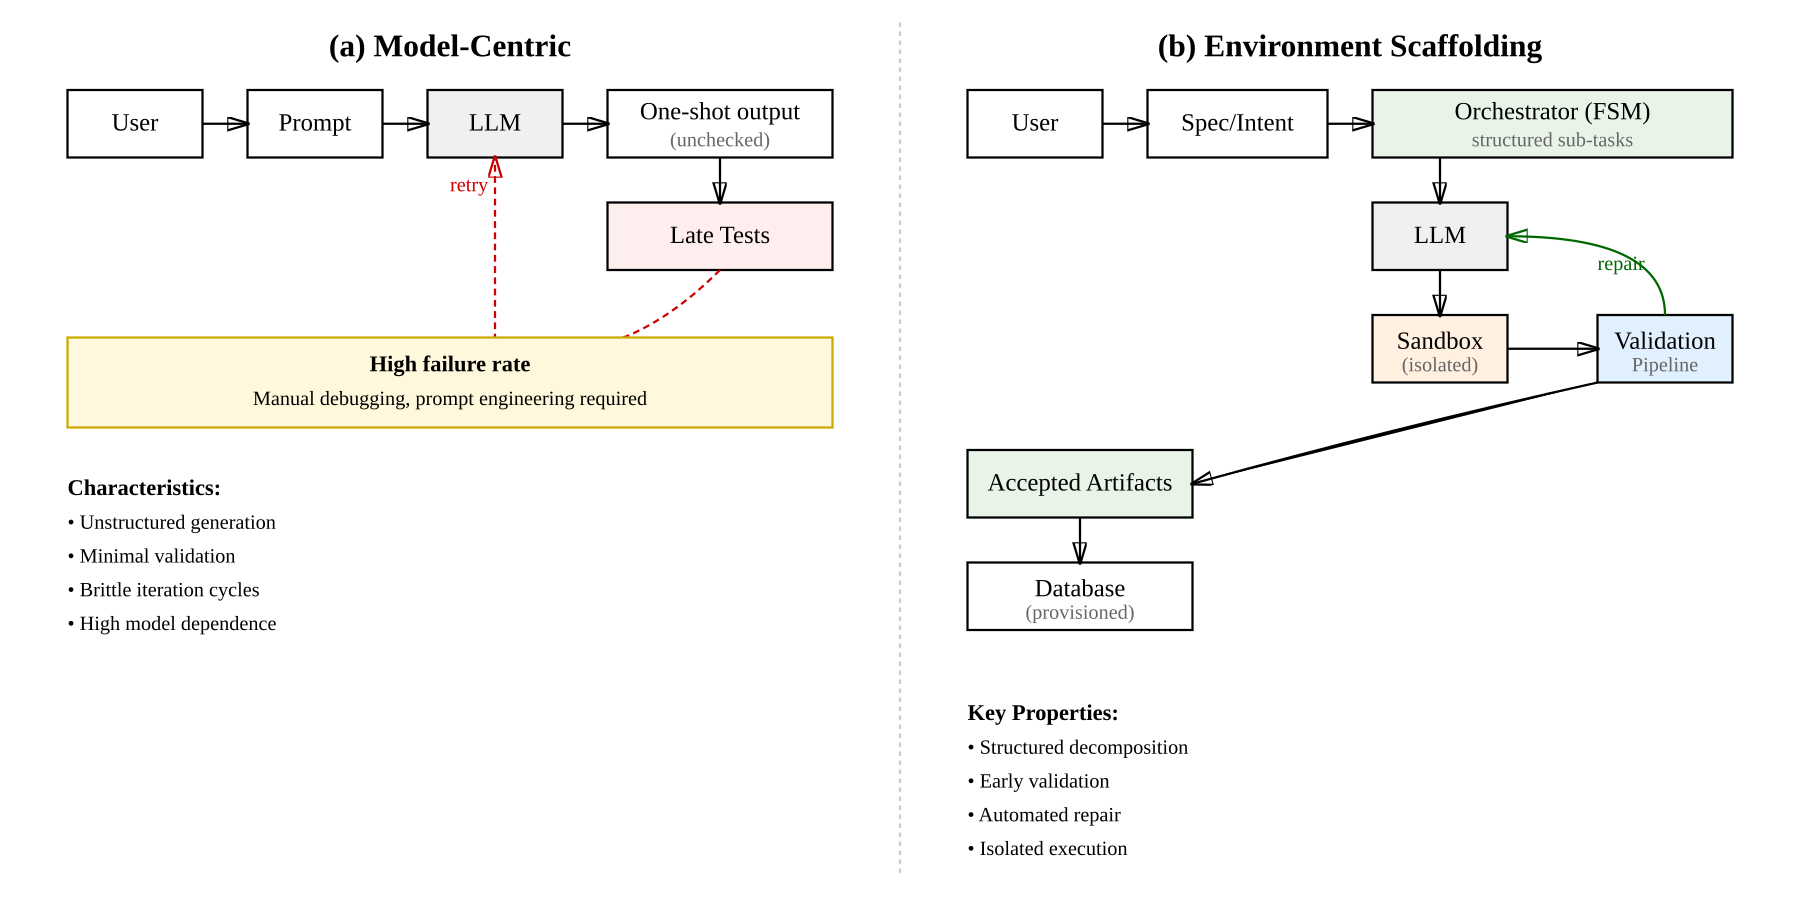 (a) Model-Centric
User
Prompt
LLM
One-shot output
(unchecked)
retry
Late Tests
High failure rate
Manual debugging, prompt engineering required
Characteristics:
• Unstructured generation
• Minimal validation
• Brittle iteration cycles
• High model dependence
(b) Environment Scaffolding
User
Spec/Intent
Orchestrator (FSM)
structured sub-tasks
LLM
repair
Sandbox
(isolated)
Validation
Pipeline
Accepted Artifacts
Database
(provisioned)
Key Properties:
• Structured decomposition
• Early validation
• Automated repair
• Isolated execution